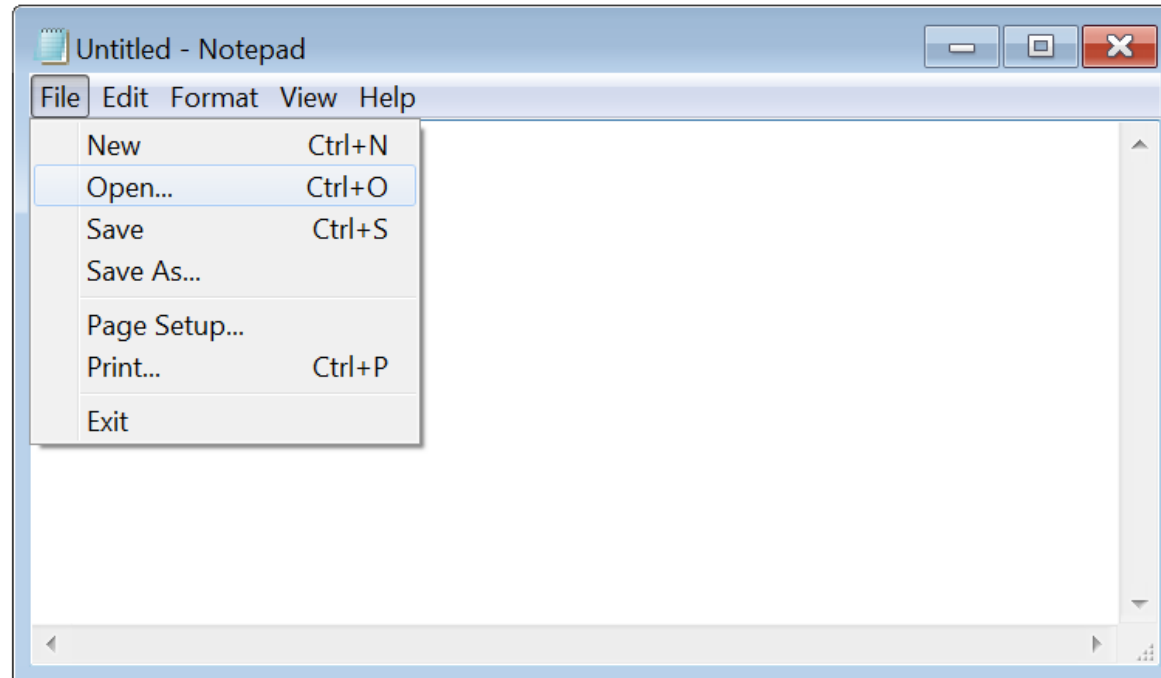 Untitled - Notepad
File Edit Format View Help
New Ctrl+N
Open... Ctrl+O
Save Ctrl+S
Save As...
Page Setup...
Print... Ctrl+P
Exit